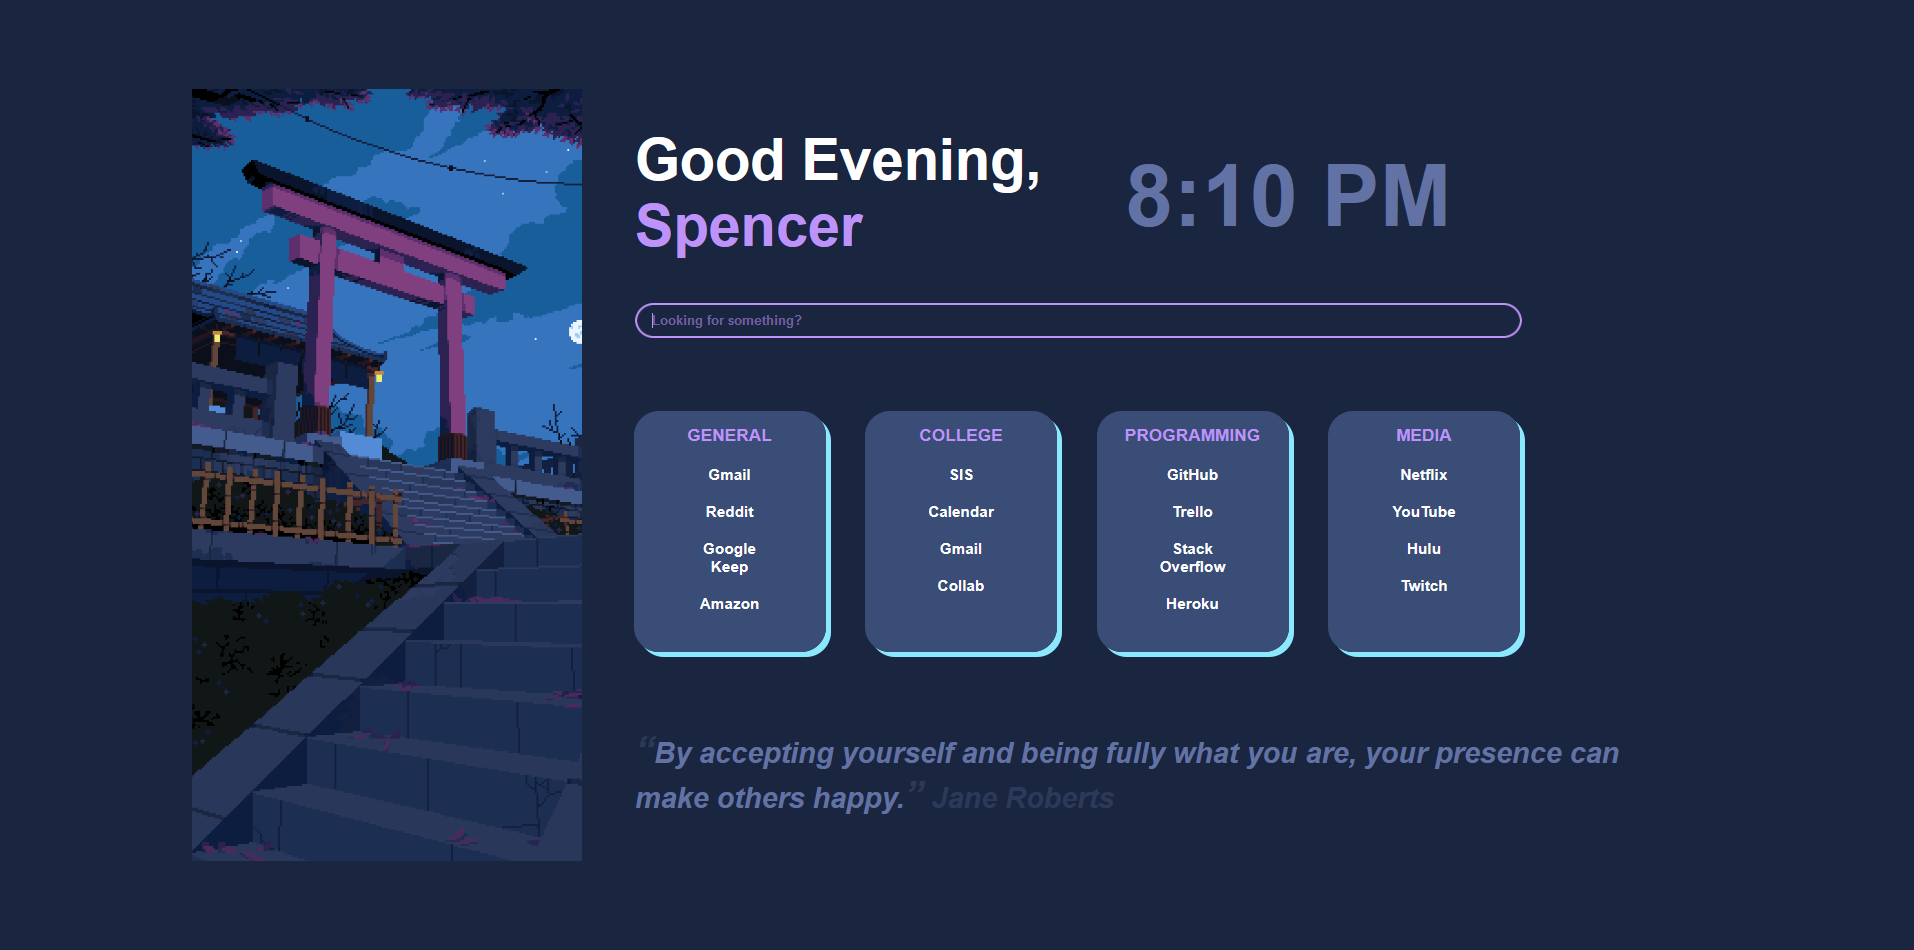 Good Evening,
Spencer
8:10 PM
Looking for something?
GENERAL
Gmail
Reddit
Google
Keep
Amazon
COLLEGE
SIS
Calendar
Gmail
Collab
PROGRAMMING
GitHub
Trello
Stack
Overflow
Heroku
MEDIA
Netflix
YouTube
Hulu
Twitch
“By accepting yourself and being fully what you are, your presence can
make others happy.” Jane Roberts